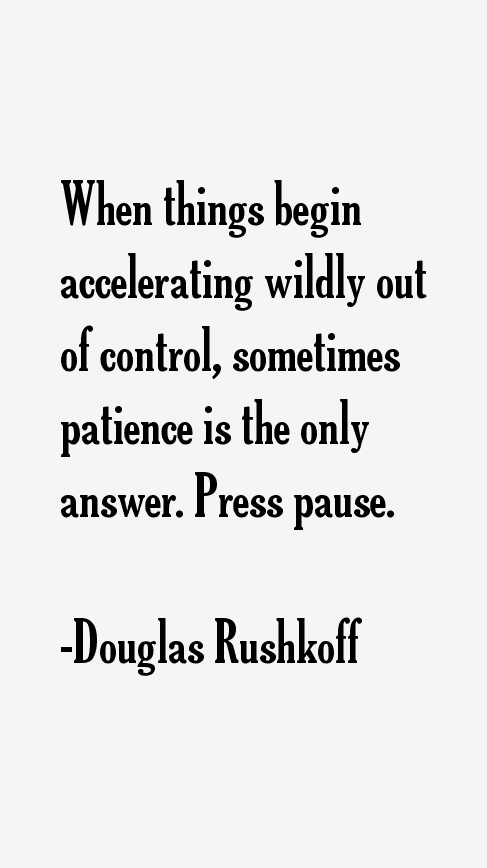 When things begin
accelerating wildly out
of control, sometimes
patience is the only
answer. Press pause.
-Douglas Rushkoff